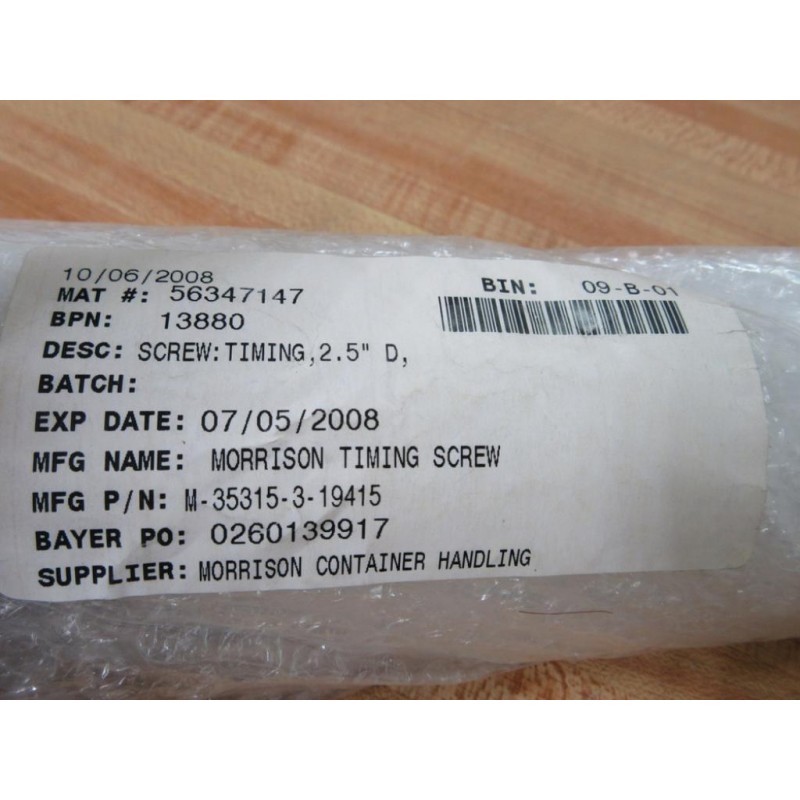 10/06/2008
MAT #: 56347147
BIN: 09-B-01
BPN: 13880
DESC: SCREW:TIMING,2.5" D,
BATCH:
EXP DATE: 07/05/2008
MFG NAME: MORRISON TIMING SCREW
MFG P/N: M-35315-3-19415
BAYER PO: 0260139917
SUPPLIER: MORRISON CONTAINER HANDLING